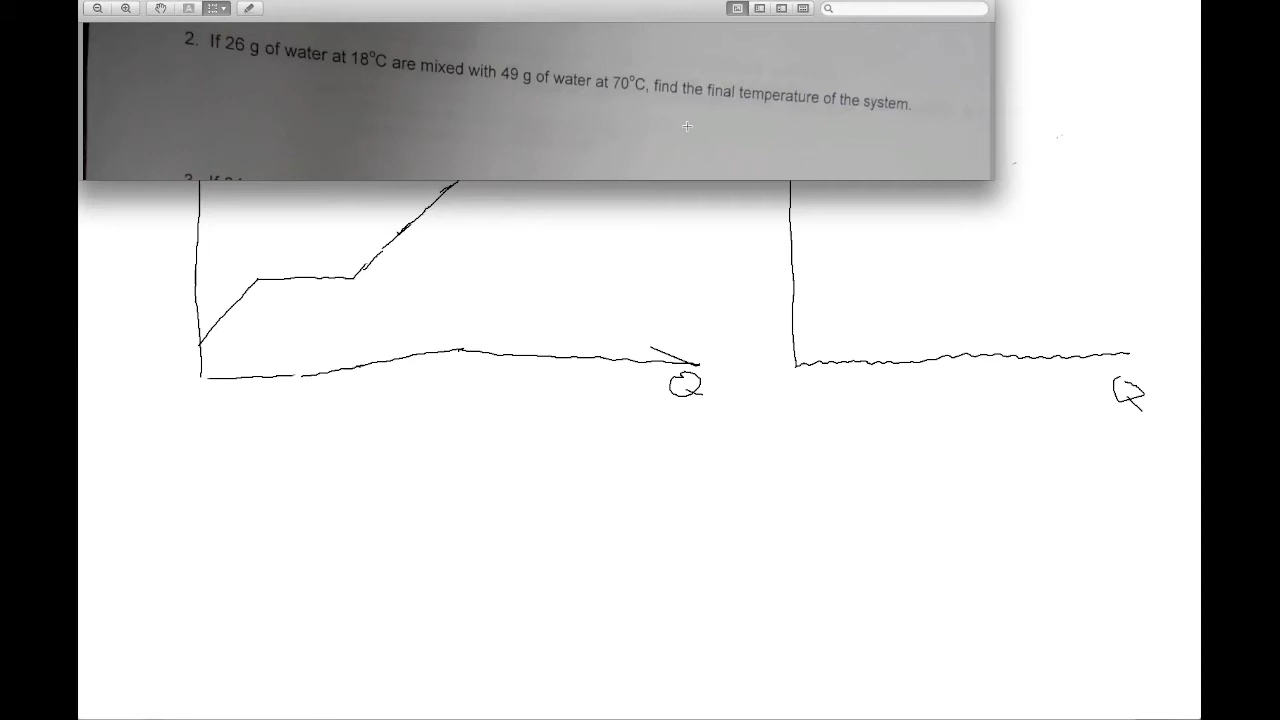 2. If 26 g of water at 18°C are mixed with 49 g of water at 70°C, find the final temperature of the system.
Q
Q